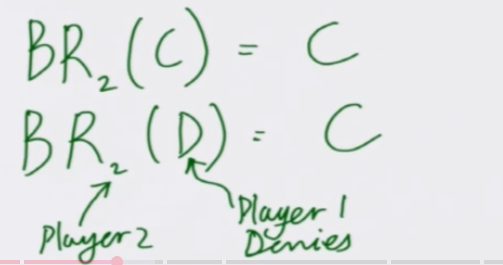 BR₂(C) = C
BR₂(D) = C
Player 2
Player 1
Denies